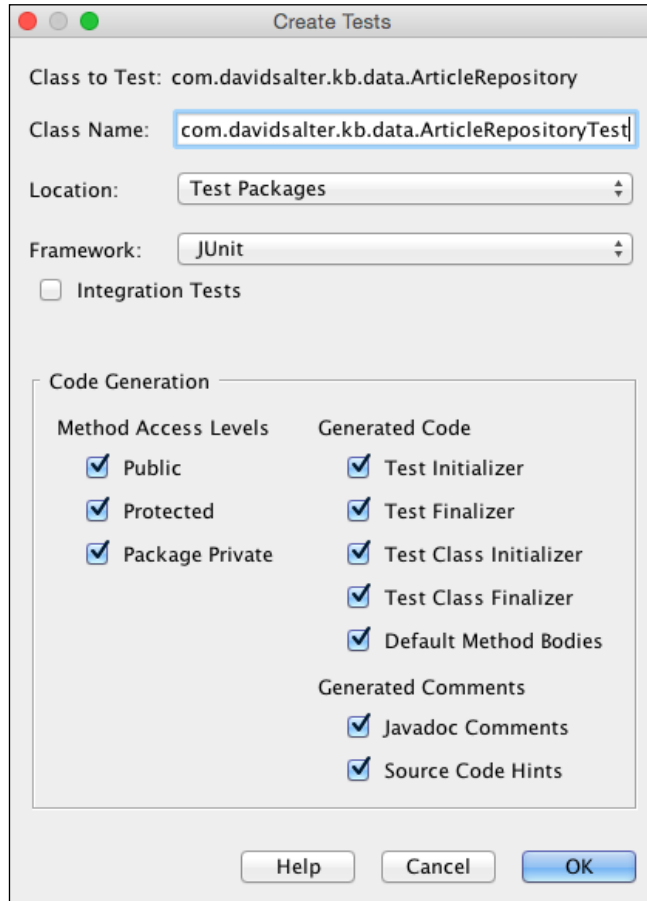 Create Tests
Class to Test: com.davidsalter.kb.data.ArticleRepository
Class Name: com.davidsalter.kb.data.ArticleRepositoryTest
Location: Test Packages
Framework: JUnit
Integration Tests
Code Generation
Method Access Levels
Public
Protected
Package Private
Generated Code
Test Initializer
Test Finalizer
Test Class Initializer
Test Class Finalizer
Default Method Bodies
Generated Comments
Javadoc Comments
Source Code Hints
Help Cancel OK